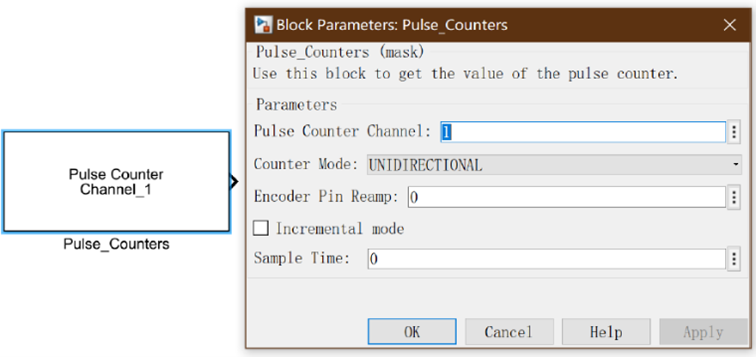 Block Parameters: Pulse_Counters
Pulse_Counters (mask)
Use this block to get the value of the pulse counter.
Parameters
Pulse Counter Channel: 1
Counter Mode: UNIDIRECTIONAL
Encoder Pin Reamp: 0
Incremental mode
Sample Time: 0
OK Cancel Help Apply
Pulse Counter
Channel_1
Pulse_Counters